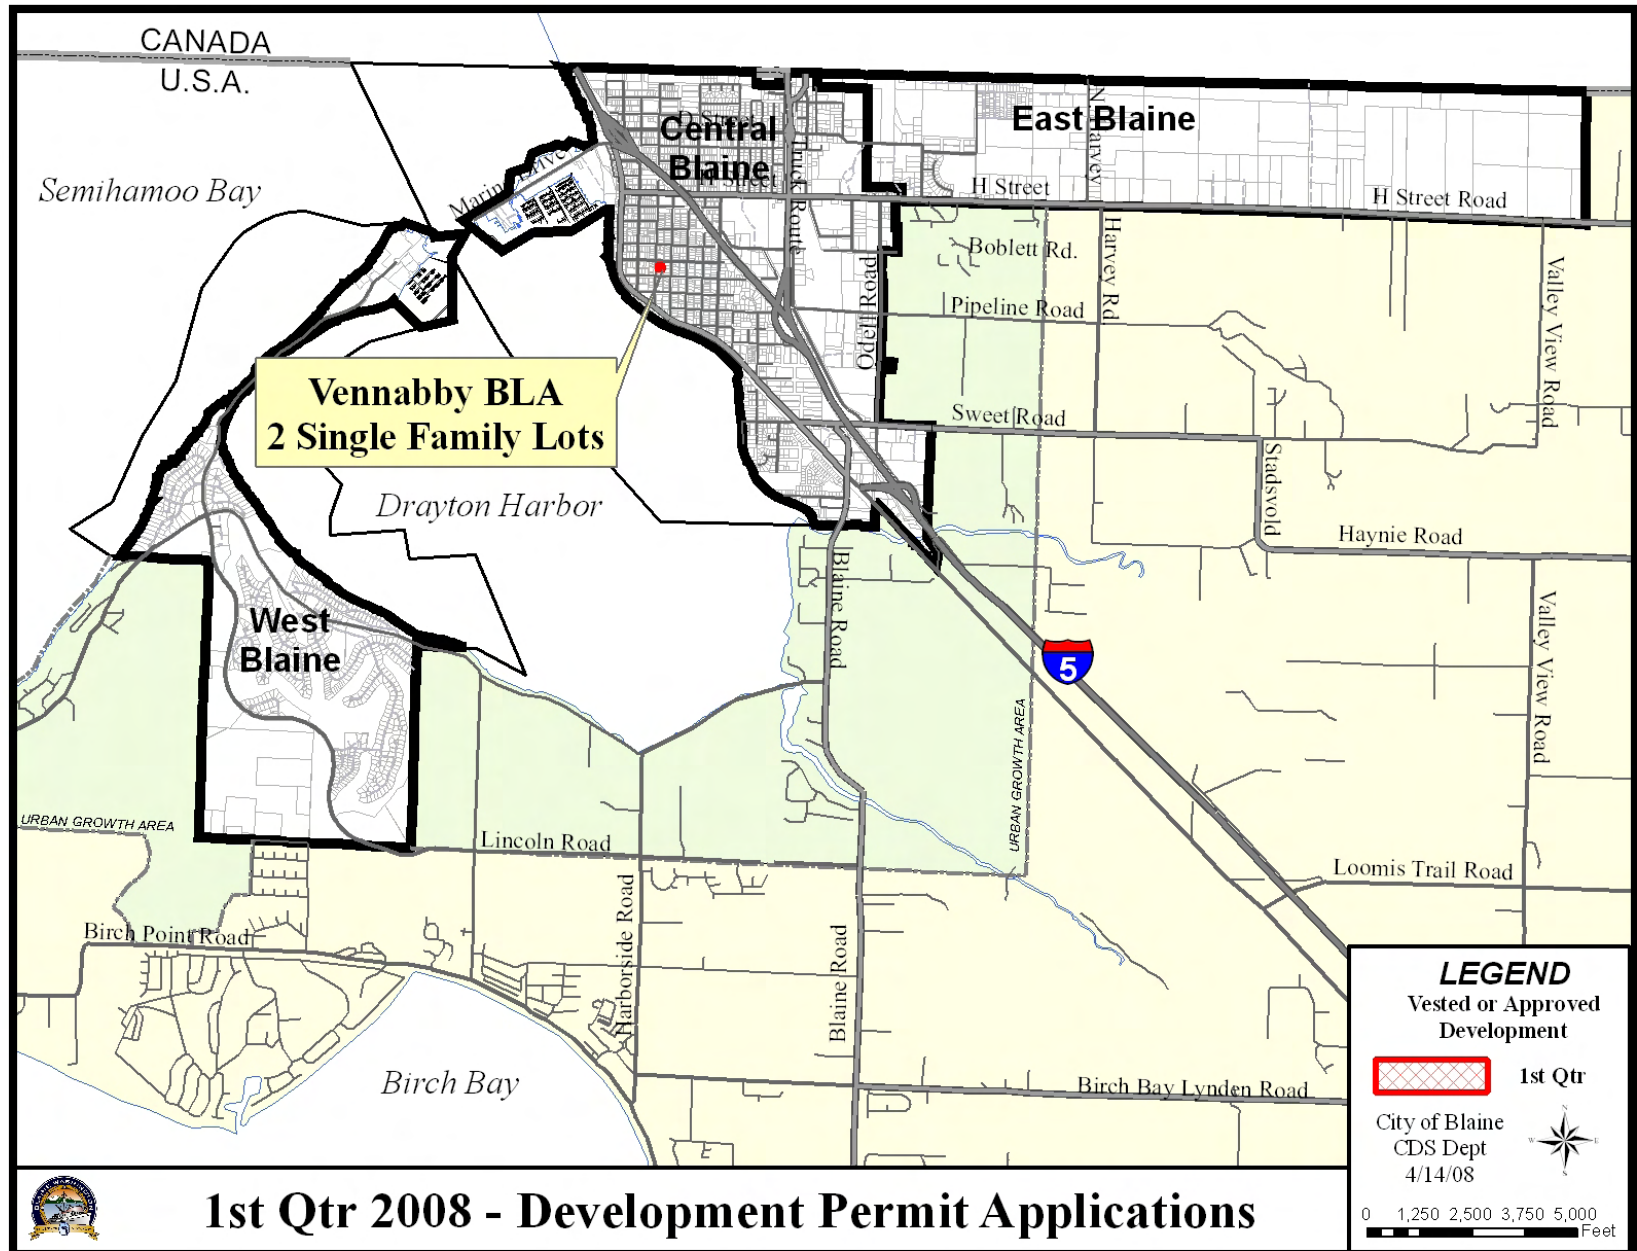 CANADA
U.S.A.
Semihamoo Bay
Marine Drive
D Street
Central
Blaine
H Street
Truck Route
East Blaine
N Harvey
H Street
H Street Road
Boblett Rd.
Harvey Rd.
Odell Road
Pipeline Road
Valley View Road
Vennabby BLA
2 Single Family Lots
Sweet Road
Stadsvold
Drayton Harbor
Haynie Road
Blaine Road
West
Blaine
5
Valley View Road
URBAN GROWTH AREA
URBAN GROWTH AREA
Lincoln Road
Loomis Trail Road
Harborside Road
Birch Point Road
Blaine Road
Birch Bay
Birch Bay Lynden Road
LEGEND
Vested or Approved
Development
1st Qtr
City of Blaine
CDS Dept
4/14/08
N
W
E
0 1,250 2,500 3,750 5,000
Feet
1st Qtr 2008 - Development Permit Applications